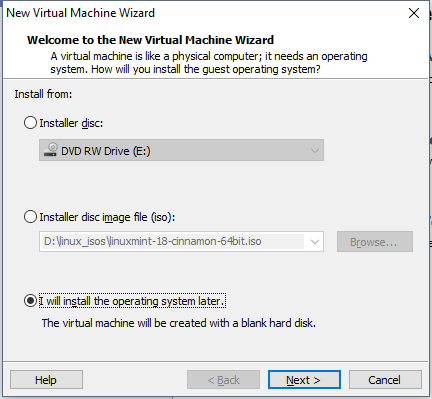 New Virtual Machine Wizard
Welcome to the New Virtual Machine Wizard
A virtual machine is like a physical computer; it needs an operating
system. How will you install the guest operating system?
Install from:
Installer disc:
DVD RW Drive (E:)
Installer disc image file (iso):
D:\linux_isos\linuxmint-18-cinnamon-64bit.iso
Browse...
I will install the operating system later.
The virtual machine will be created with a blank hard disk.
Help
< Back
Next >
Cancel